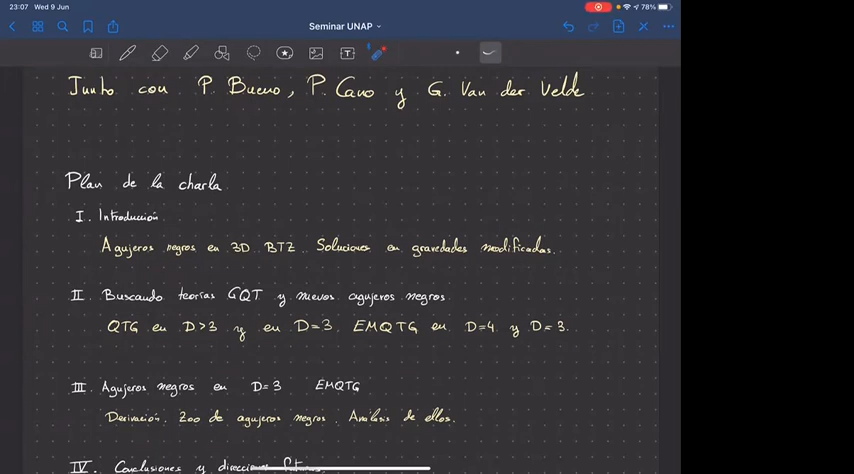 23:07 Wed 9 Jun
78%
Seminar UNAP
Junto con P. Bueno, P. Cano y G. Van der Velde
Plan de la charla
I. Introducción
Agujeros negros en 3D BTZ. Soluciones en gravedades modificadas.
II. Buscando teorías GQT y nuevos agujeros negros
QTG en D>3 y en D=3. EMQTG en D=4 y D=3.
III. Agujeros negros en D=3 EMQTG
Derivación. Zoo de agujeros negros. Análisis de ellos.
IV. Conclusiones y direcciones futuras